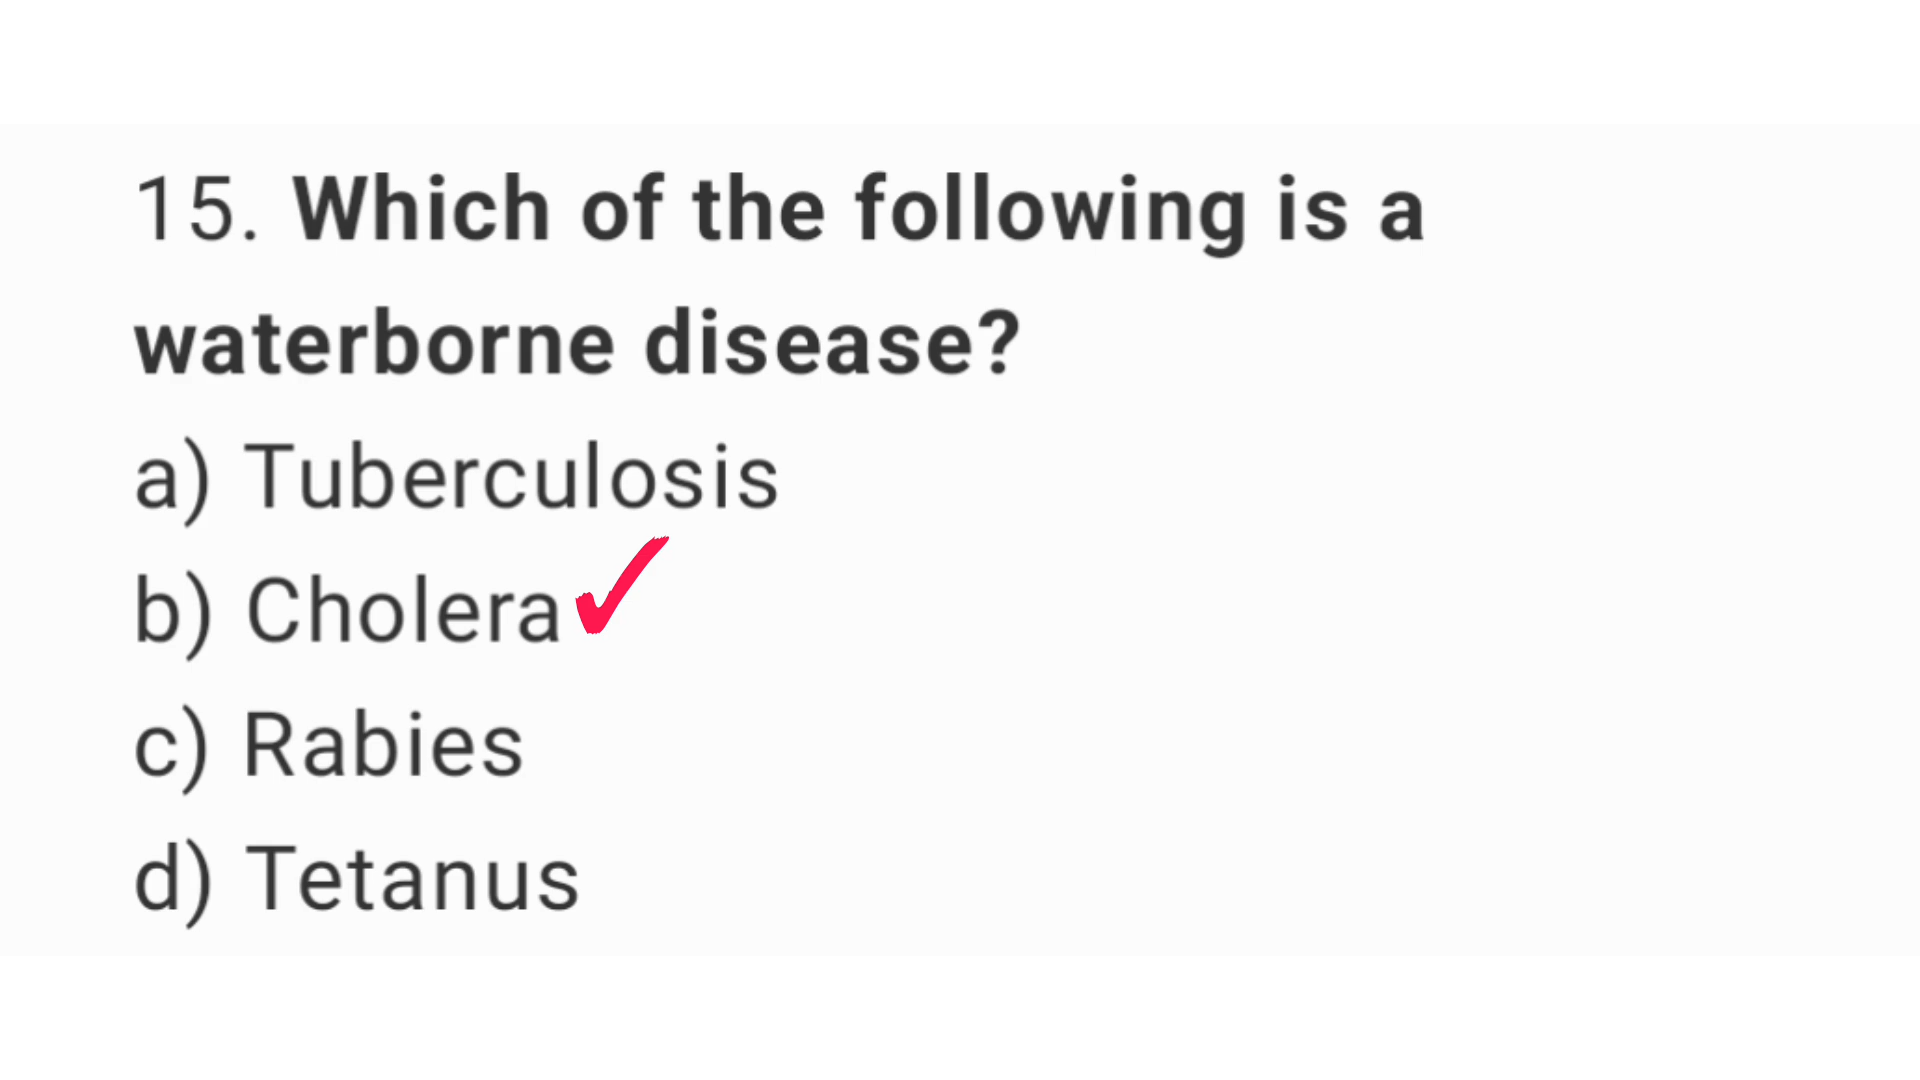 15. Which of the following is a
waterborne disease?
a) Tuberculosis
b) Cholera
c) Rabies
d) Tetanus